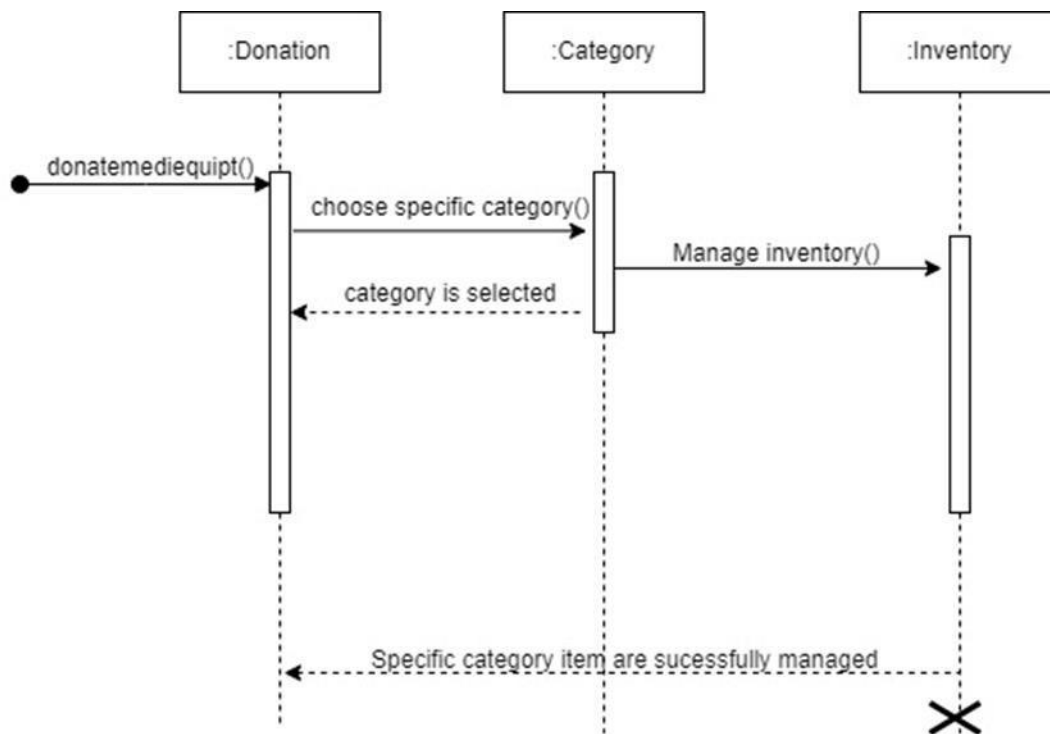 :Donation
:Category
:Inventory
donatemediequipt()
choose specific category()
Manage inventory()
category is selected
Specific category item are sucessfully managed